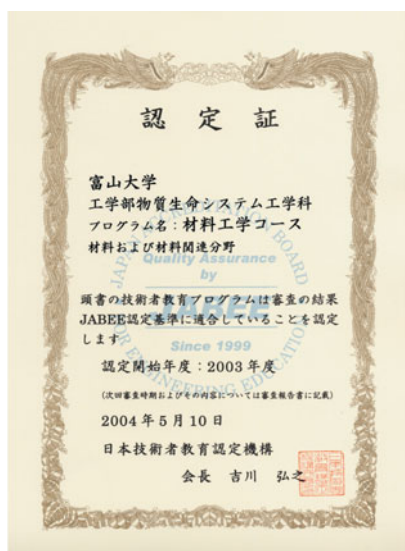 認定証
富山大学
工学部物質生命システム工学科
プログラム名：材料工学コース
材料および材料関連分野
JAPAN ACCREDITATION BOARD
FOR ENGINEERING EDUCATION
Quality Assurance
by
JABEE
Since 1999
頭書の技術者教育プログラムは審査の結果
JABEE認定基準に適合していることを認定
します
認定開始年度：2003年度
(次回審査時期およびその内容については審査報告書に記載)
2004年5月10日
日本技術者教育認定機構
会長 吉川 弘之